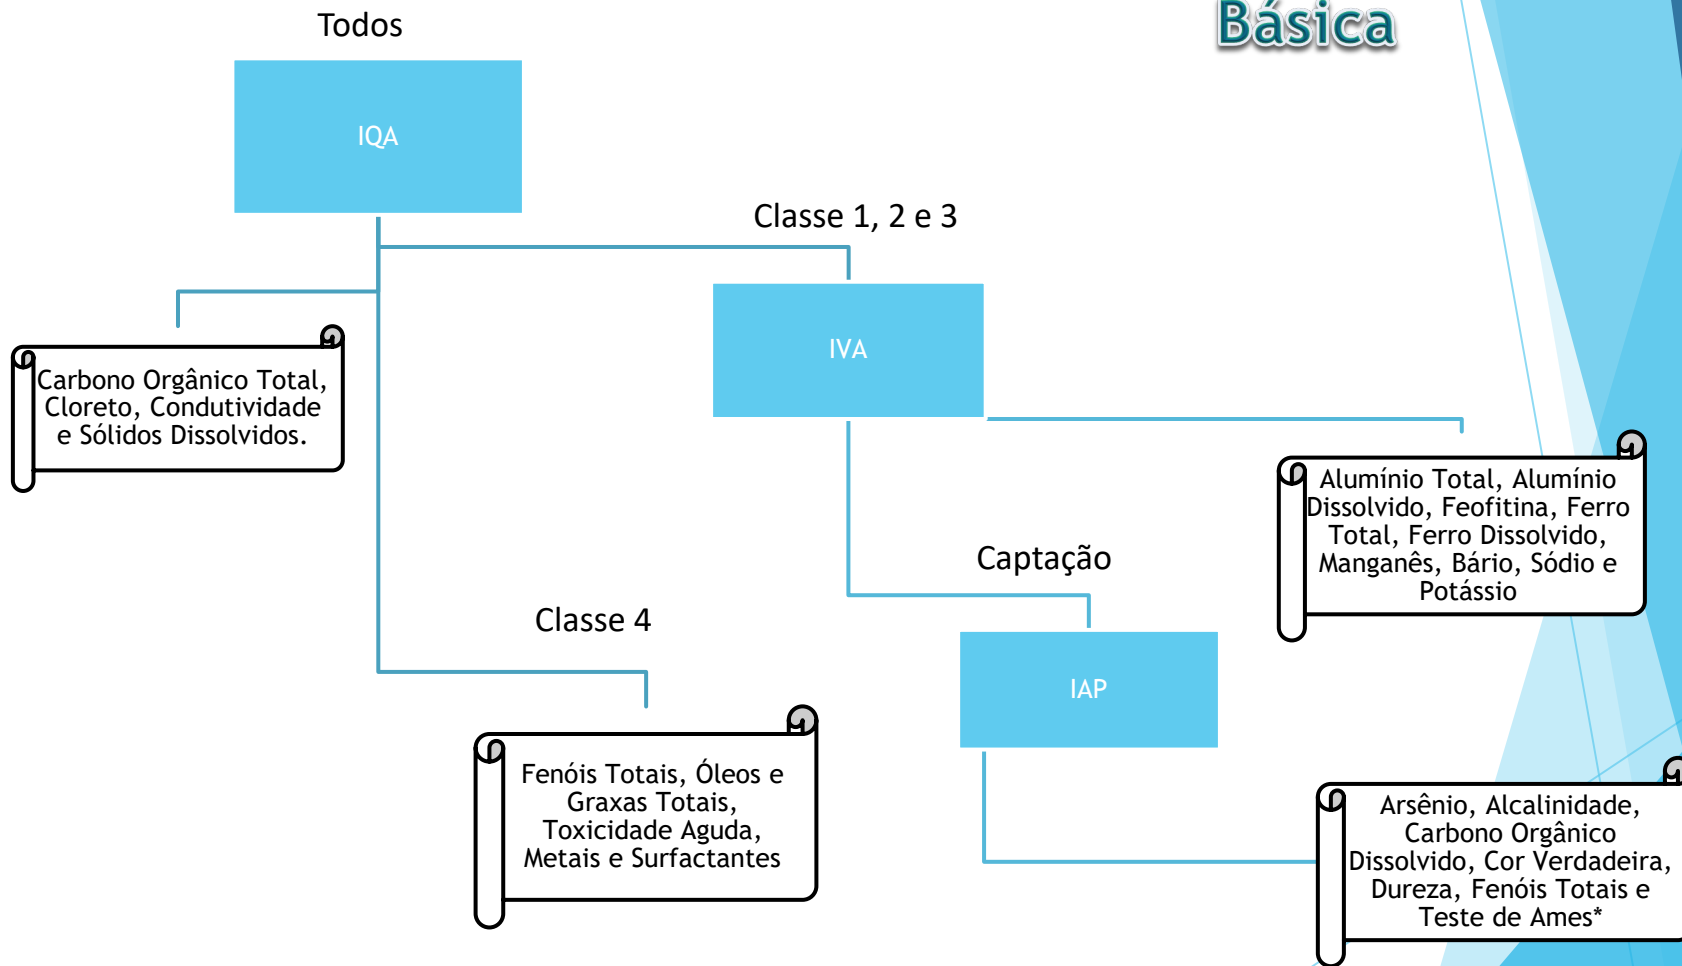 Básica
Todos
IQA
Classe 1, 2 e 3
IVA
Carbono Orgânico Total,
Cloreto, Condutividade
e Sólidos Dissolvidos.
Alumínio Total, Alumínio
Dissolvido, Feofitina, Ferro
Total, Ferro Dissolvido,
Manganês, Bário, Sódio e
Potássio
Captação
Classe 4
IAP
Fenóis Totais, Óleos e
Graxas Totais,
Toxicidade Aguda,
Metais e Surfactantes
Arsênio, Alcalinidade,
Carbono Orgânico
Dissolvido, Cor Verdadeira,
Dureza, Fenóis Totais e
Teste de Ames*